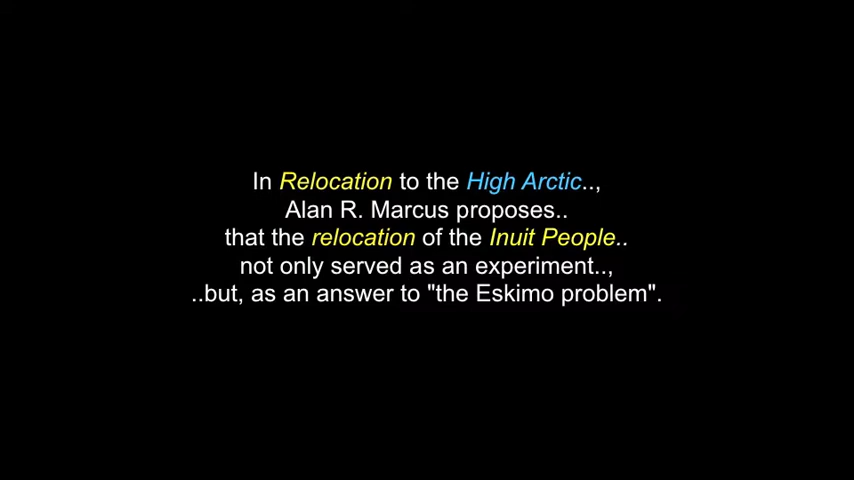 In Relocation to the High Arctic..,
Alan R. Marcus proposes..
that the relocation of the Inuit People..
not only served as an experiment..,
..but, as an answer to "the Eskimo problem".